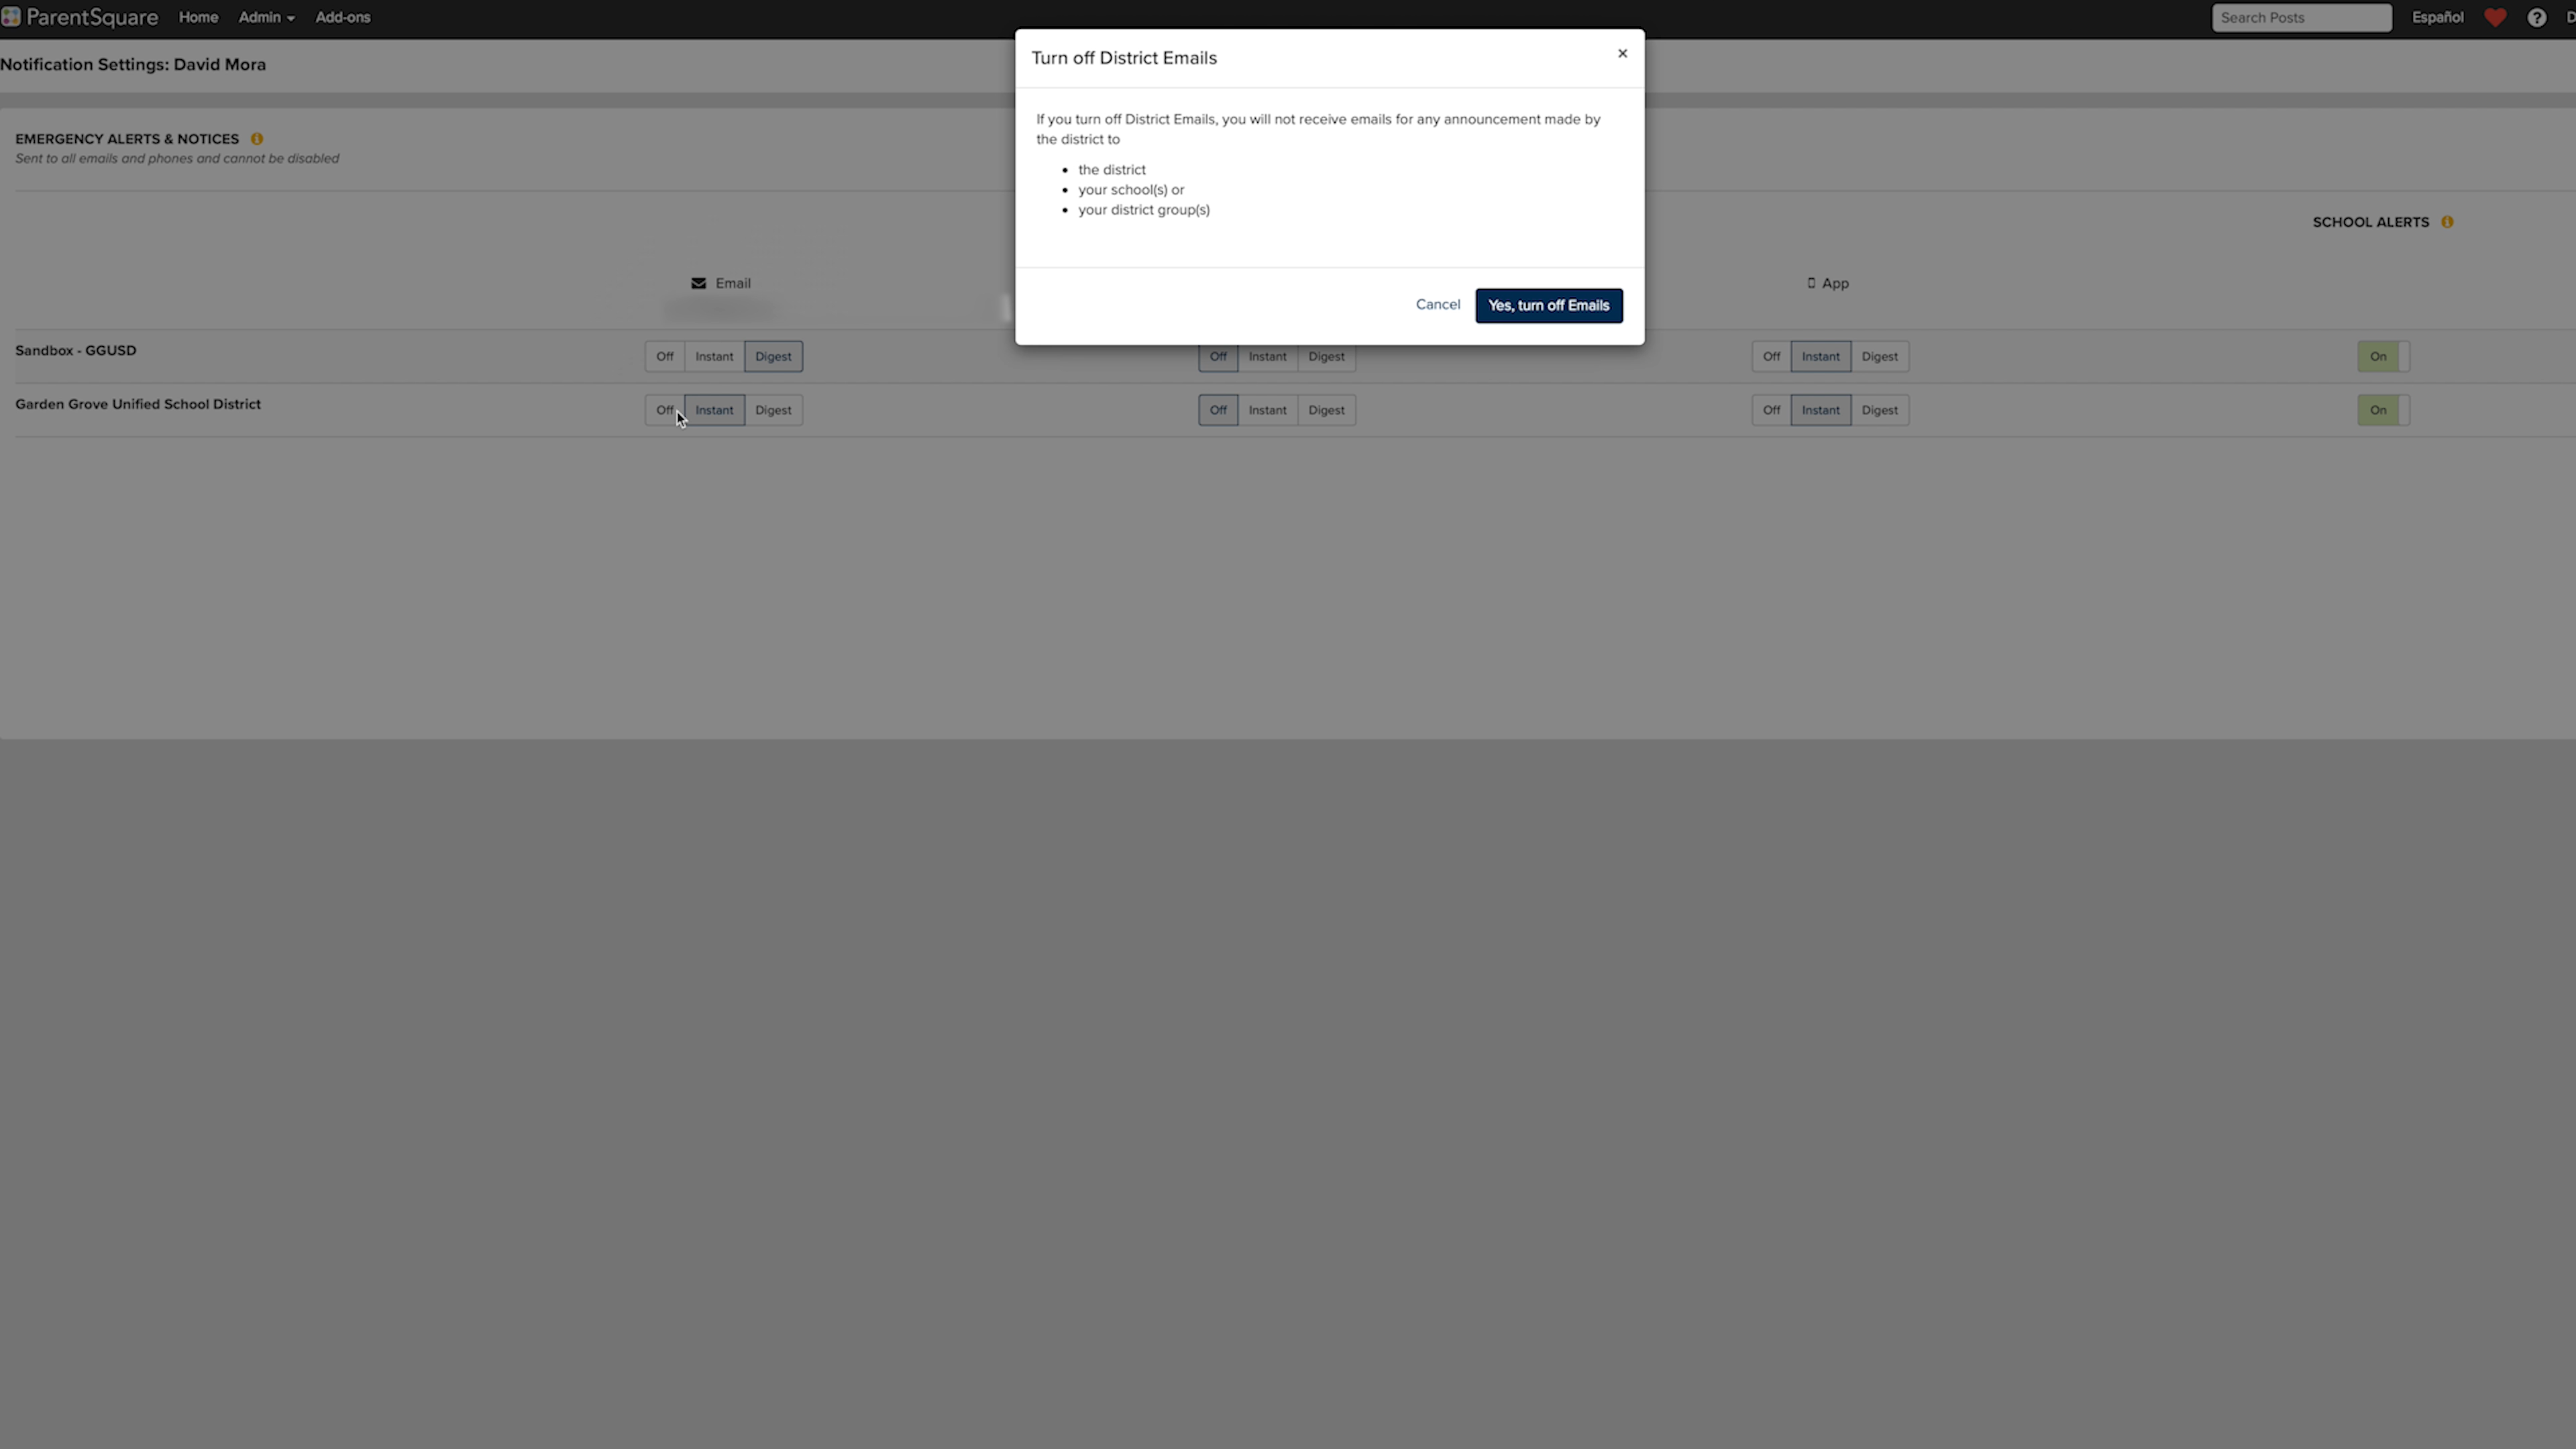 ParentSquare Home Admin Add-ons Search Posts Español ? D
Notification Settings: David Mora
Turn off District Emails ×
If you turn off District Emails, you will not receive emails for any announcement made by
the district to
• the district
• your school(s) or
• your district group(s)
Cancel Yes, turn off Emails
EMERGENCY ALERTS & NOTICES
Sent to all emails and phones and cannot be disabled
SCHOOL ALERTS
Email App
Sandbox - GGUSD Off Instant Digest Off Instant Digest Off Instant Digest On
Garden Grove Unified School District Off Instant Digest Off Instant Digest Off Instant Digest On